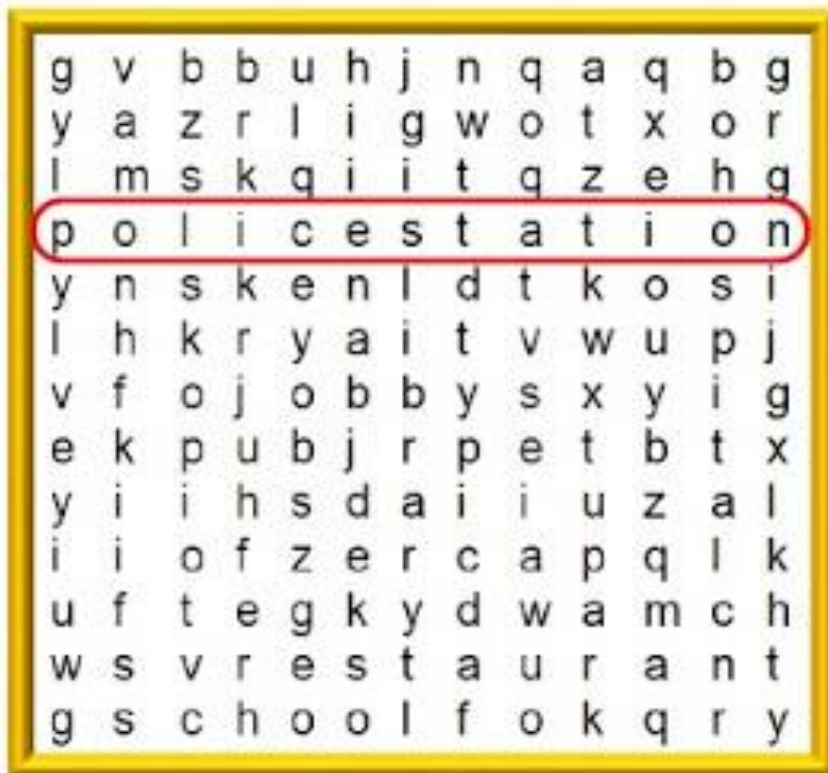 g v b b u h j n q a q b g
y a z r l i g w o t x o r
l m s k q i i t q z e h g
p o l i c e s t a t i o n
y n s k e n l d t k o s i
l h k r y a i t v w u p j
v f o j o b b y s x y i g
e k p u b j r p e t b t x
y i i h s d a i i u z a l
i i o f z e r c a p q l k
u f t e g k y d w a m c h
w s v r e s t a u r a n t
g s c h o o l f o k q r y